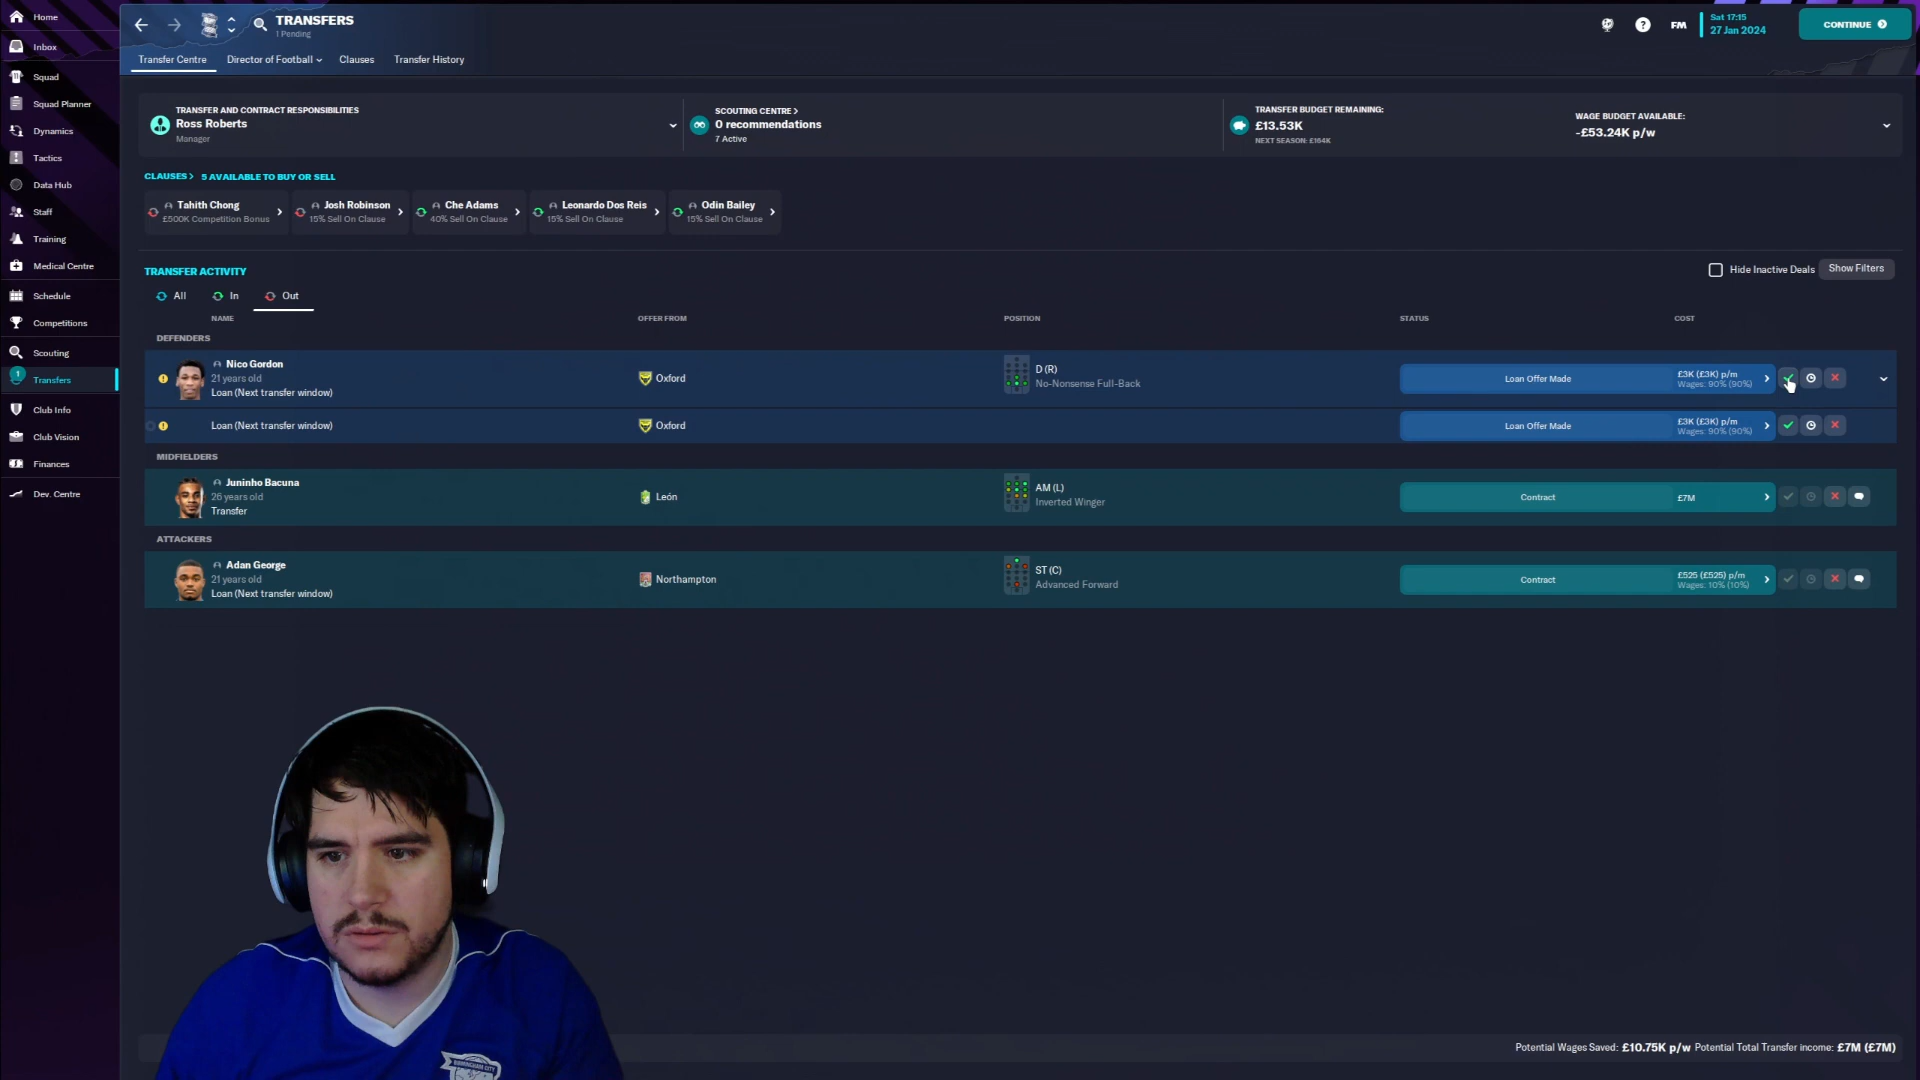 Home
Inbox
Squad
Squad Planner
Dynamics
Tactics
Data Hub
Staff
Training
Medical Centre
Schedule
Competitions
Scouting
1
Transfers
Club Info
Club Vision
Finances
Dev. Centre
TRANSFERS
1 Pending
? FM Sat 17:15
27 Jan 2024
CONTINUE
Transfer Centre Director of Football Clauses Transfer History
TRANSFER AND CONTRACT RESPONSIBILITIES
Ross Roberts
Manager
SCOUTING CENTRE >
0 recommendations
7 Active
TRANSFER BUDGET REMAINING:
£13.53K
NEXT SEASON: £164K
WAGE BUDGET AVAILABLE:
-£53.24K p/w
CLAUSES > 5 AVAILABLE TO BUY OR SELL
Tahith Chong
£500K Competition Bonus
Josh Robinson
15% Sell On Clause
Che Adams
40% Sell On Clause
Leonardo Dos Reis
15% Sell On Clause
Odin Bailey
15% Sell On Clause
TRANSFER ACTIVITY
Hide Inactive Deals Show Filters
All In Out
NAME OFFER FROM POSITION STATUS COST
DEFENDERS
Nico Gordon
21 years old
Loan (Next transfer window)
Oxford
D (R)
No-Nonsense Full-Back
Loan Offer Made
£3K (£3K) p/m
Wages: 90% (90%)
Loan (Next transfer window)
Oxford
Loan Offer Made
£3K (£3K) p/m
Wages: 90% (90%)
MIDFIELDERS
Juninho Bacuna
26 years old
Transfer
León
AM (L)
Inverted Winger
Contract
£7M
ATTACKERS
Adan George
21 years old
Loan (Next transfer window)
Northampton
ST (C)
Advanced Forward
Contract
£525 (£525) p/m
Wages: 10% (10%)
BIRMINGHAM CITY
Potential Wages Saved: £10.75K p/w Potential Total Transfer income: £7M (£7M)